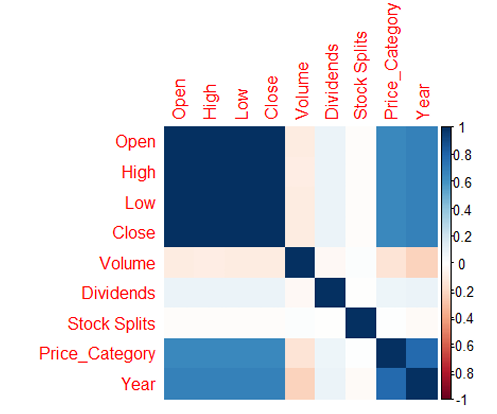 Open
High
Low
Close
Volume
Dividends
Stock Splits
Price_Category
Year
Open
High
Low
Close
Volume
Dividends
Stock Splits
Price_Category
Year
1
0.8
0.6
0.4
0.2
0
-0.2
-0.4
-0.6
-0.8
-1